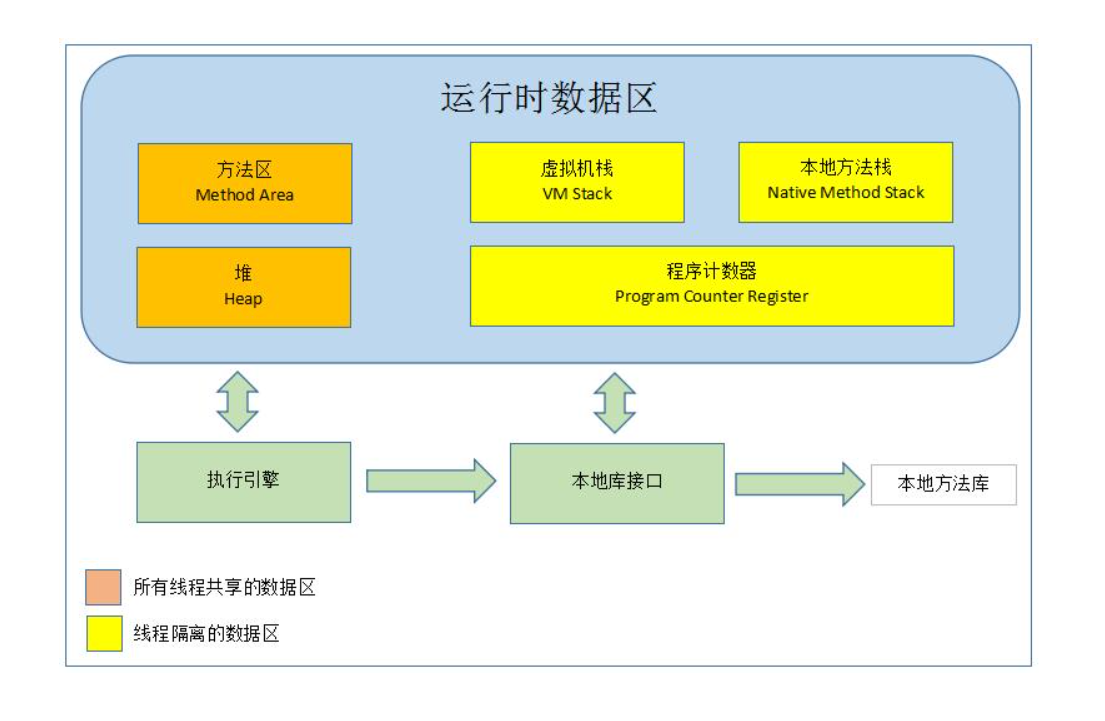 运行时数据区
方法区
Method Area
虚拟机栈
VM Stack
本地方法栈
Native Method Stack
堆
Heap
程序计数器
Program Counter Register
执行引擎
本地库接口
本地方法库
所有线程共享的数据区
线程隔离的数据区